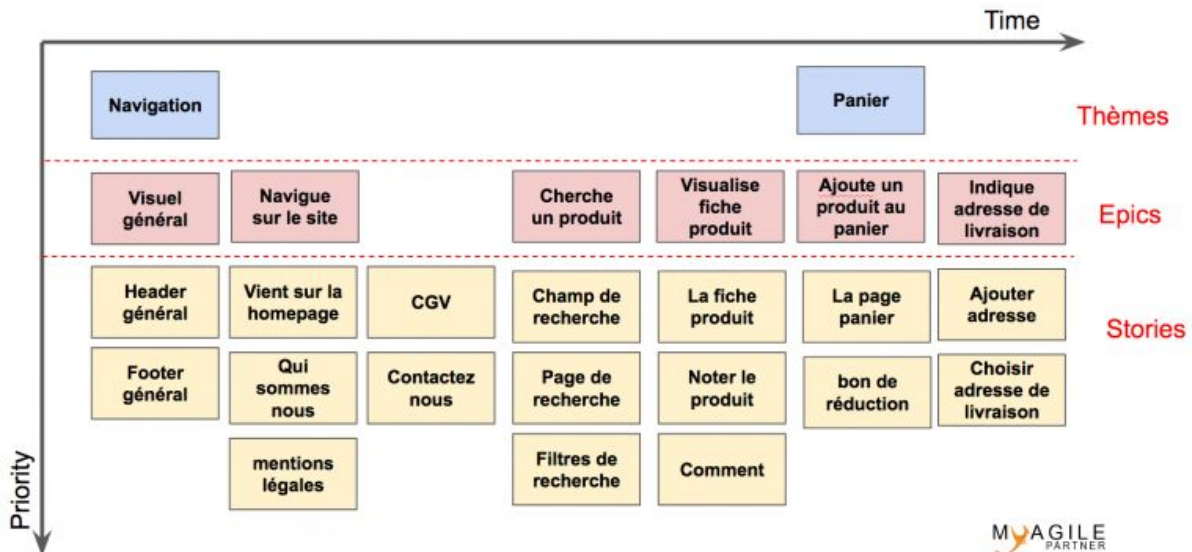 Time
Navigation
Panier
Thèmes
Visuel
général
Navigue
sur le site
Cherche
un produit
Visualise
fiche
produit
Ajoute un
produit au
panier
Indique
adresse de
livraison
Epics
Header
général
Vient sur la
homepage
CGV
Champ de
recherche
La fiche
produit
La page
panier
Ajouter
adresse
Stories
Footer
général
Qui
sommes
nous
Contactez
nous
Page de
recherche
Noter le
produit
bon de
réduction
Choisir
adresse de
livraison
mentions
légales
Filtres de
recherche
Comment
Priority
MY AGILE
PARTNER